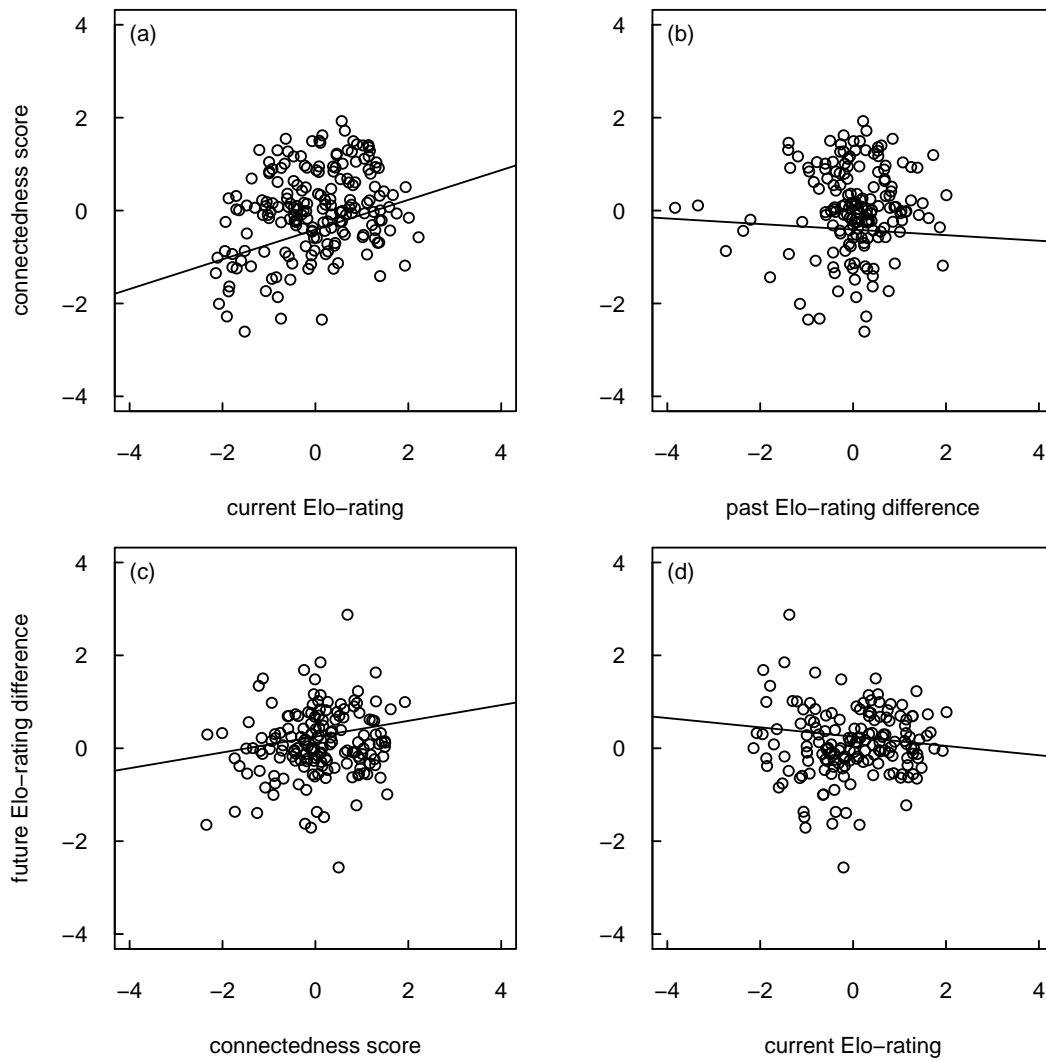 (a)
4
2
0
−2
−4
connectedness score
−4 −2 0 2 4
current Elo−rating
(b)
4
2
0
−2
−4
−4 −2 0 2 4
past Elo−rating difference
(c)
4
2
0
−2
−4
future Elo−rating difference
−4 −2 0 2 4
connectedness score
(d)
4
2
0
−2
−4
−4 −2 0 2 4
current Elo−rating